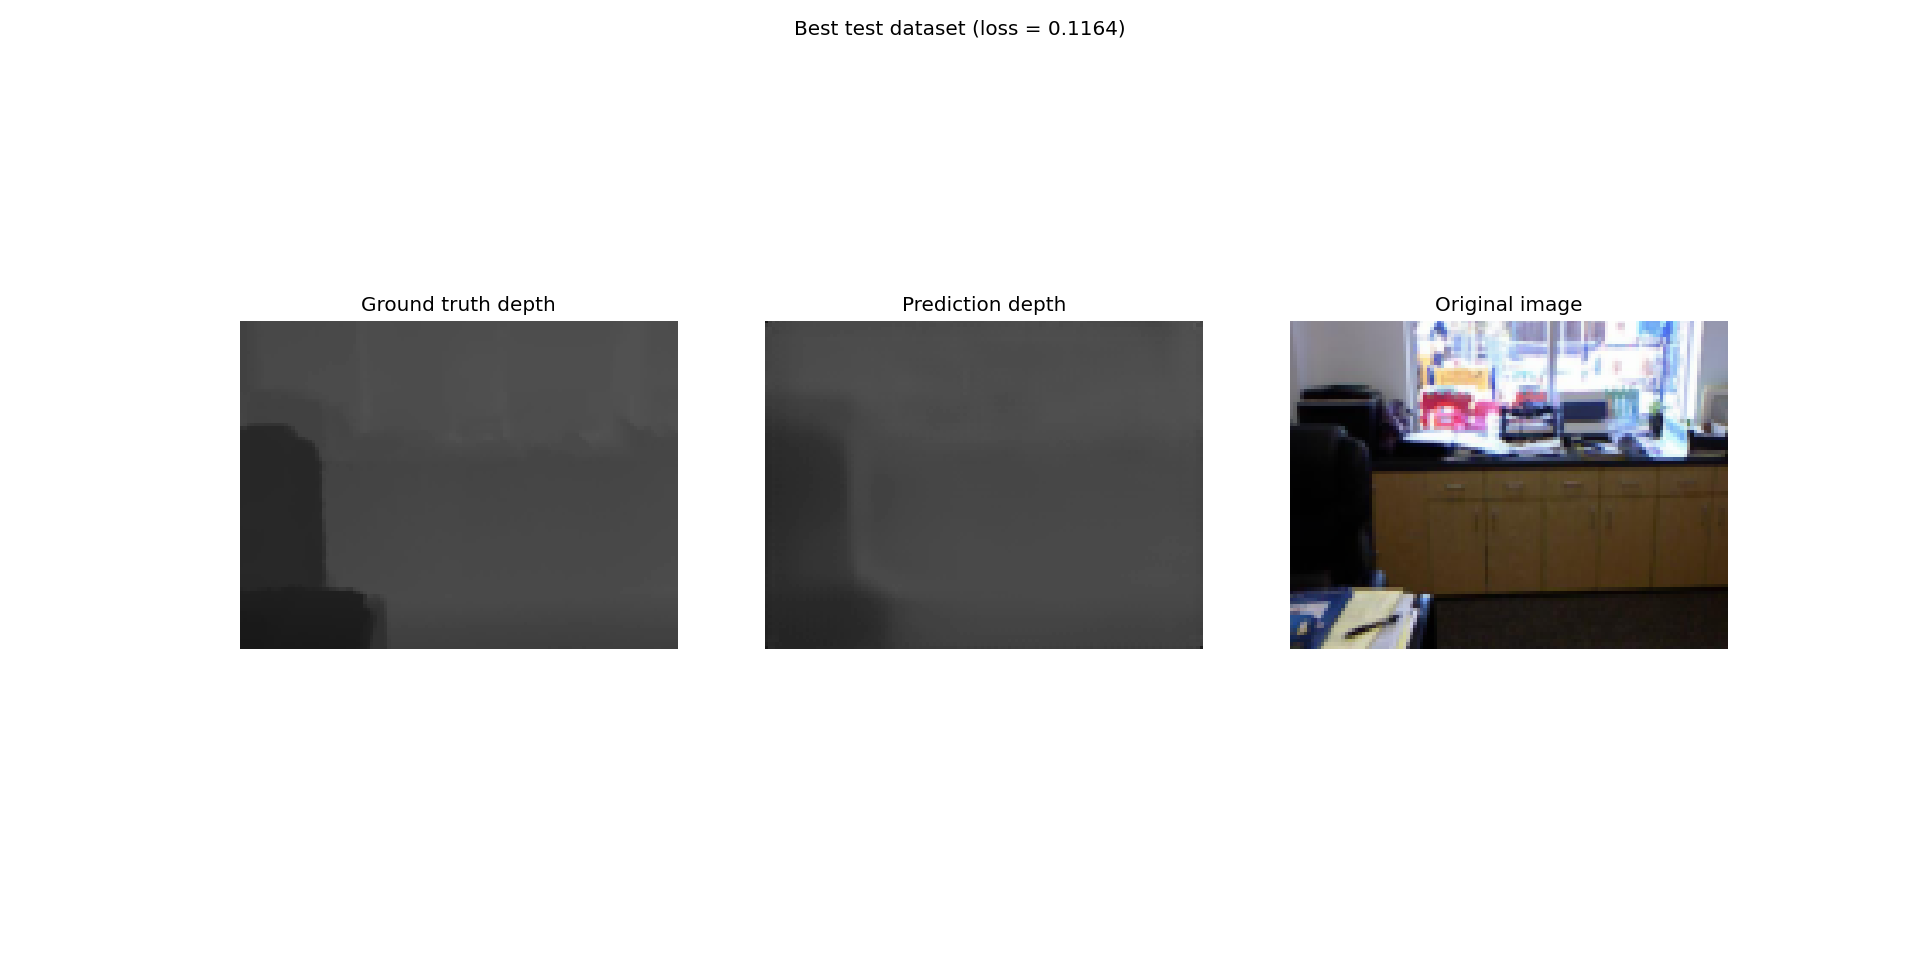 Best test dataset (loss = 0.1164)
Ground truth depth
Prediction depth
Original image